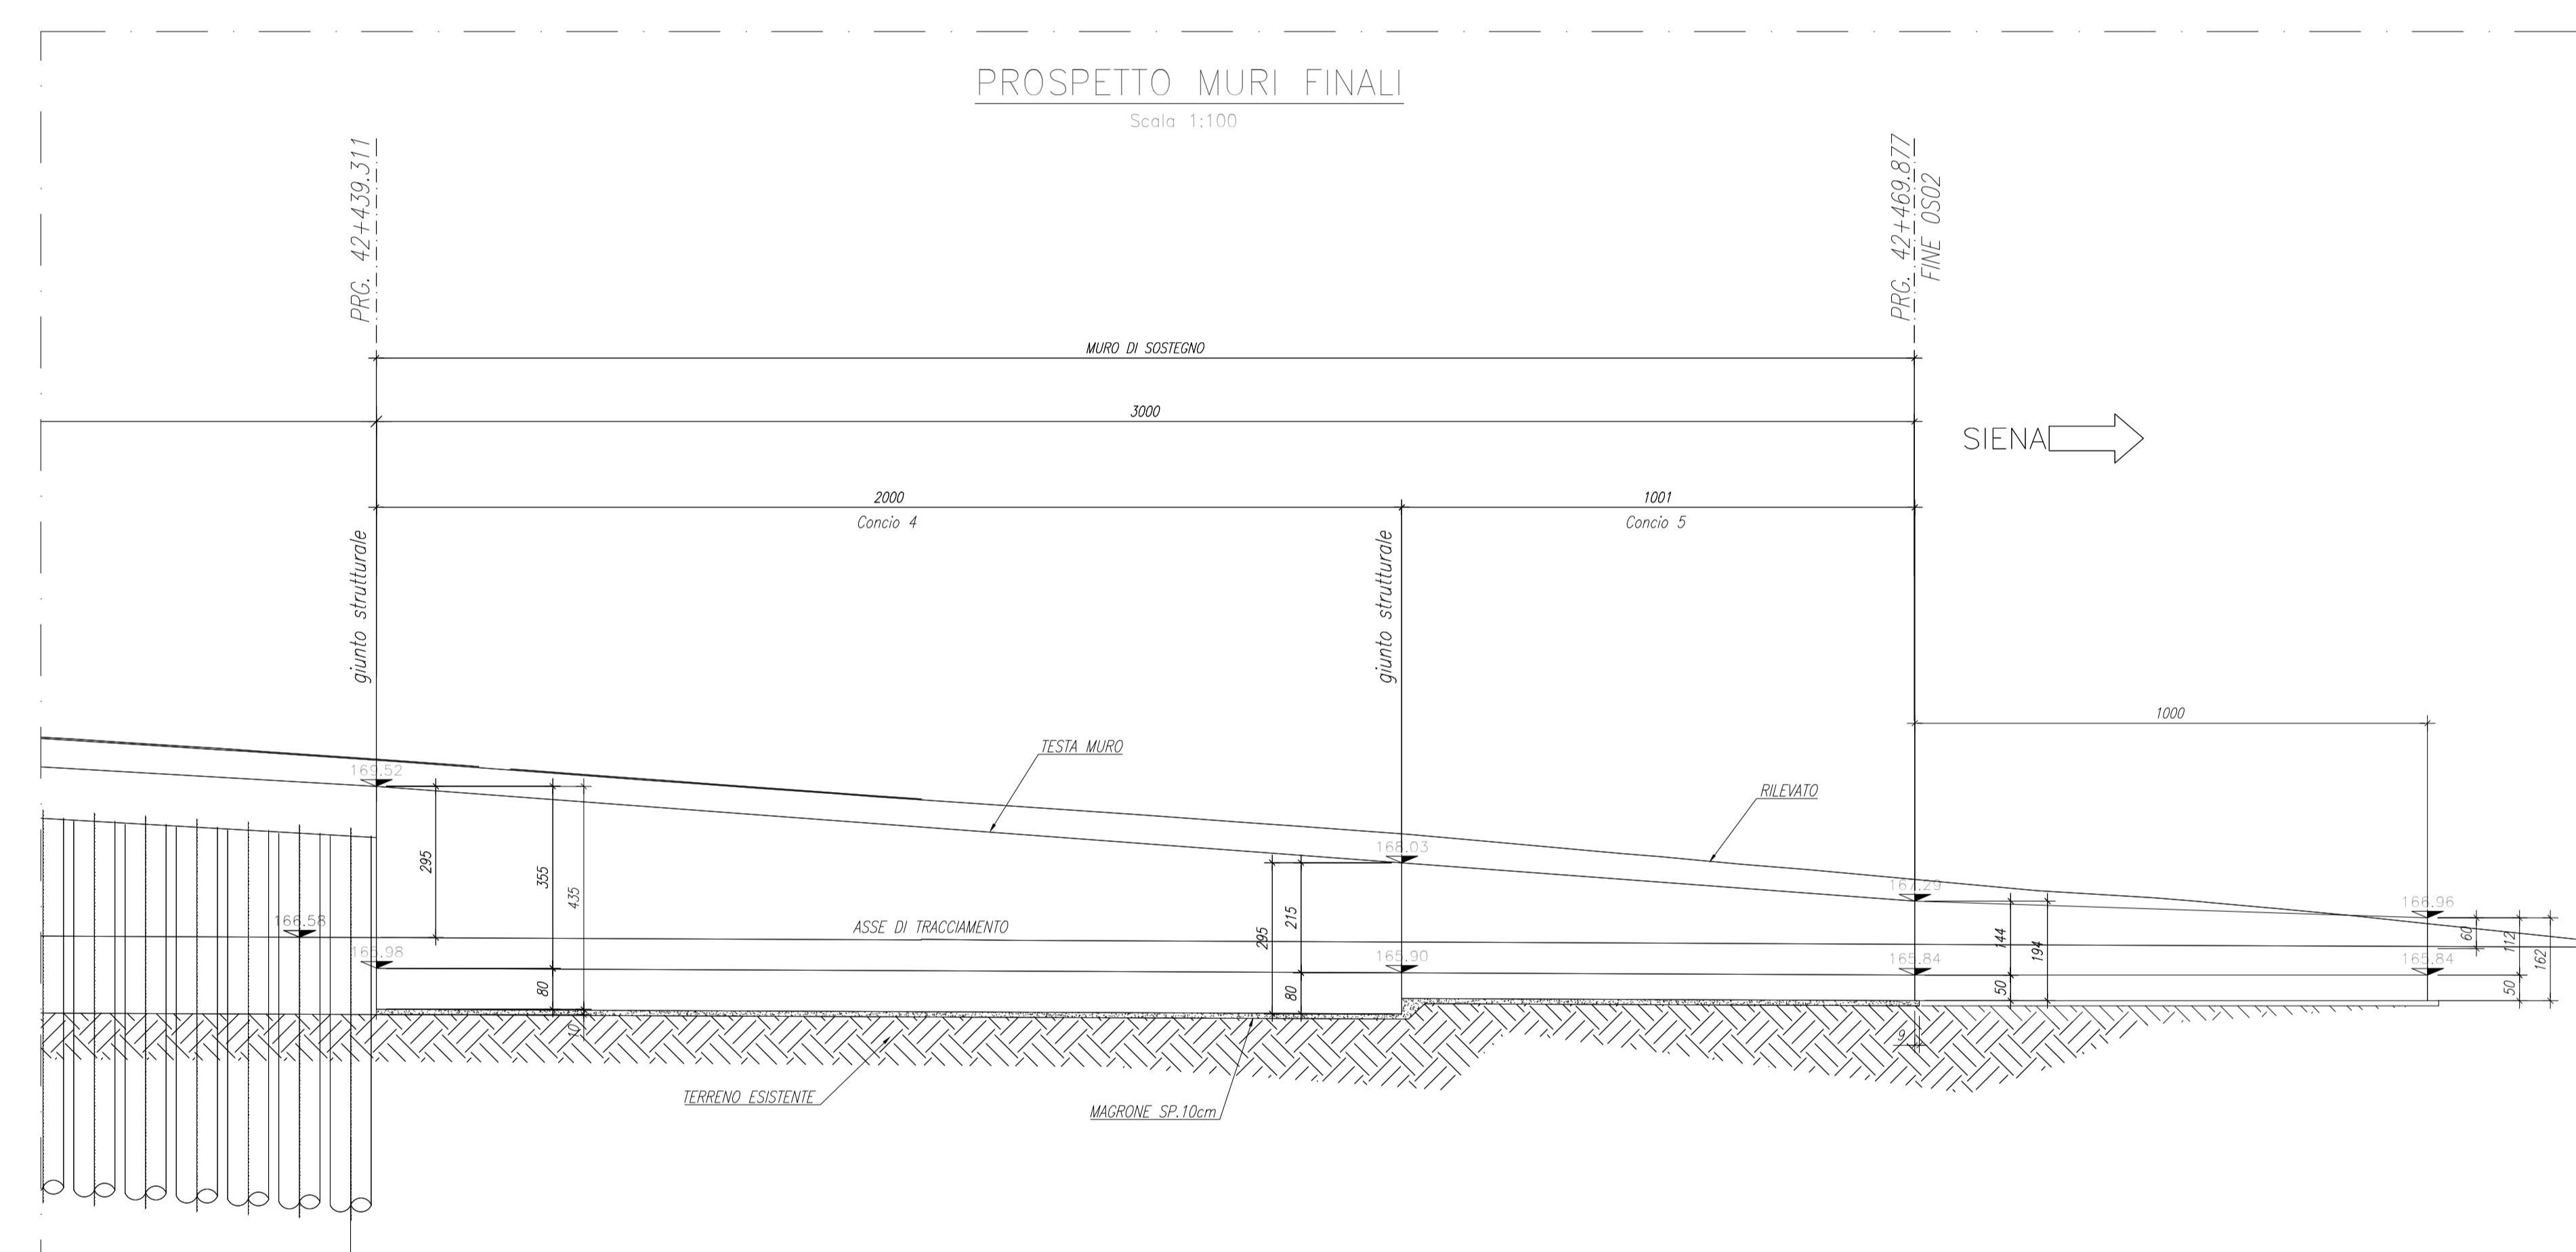 PROSPETTO MURI FINALI
Scala 1:100
PRG. 42+439.311
PRG. 42+469.877
FINE OS02
MURO DI SOSTEGNO
3000
SIENA
2000
1001
Concio 4
Concio 5
giunto strutturale
giunto strutturale
1000
TESTA MURO
RILEVATO
169.52
168.03
167.29
166.96
295
355
435
295
215
144
194
60
112
162
166.58
ASSE DI TRACCIAMENTO
165.98
165.90
165.84
165.84
80
80
50
50
10
9
TERRENO ESISTENTE
MAGRONE SP.10cm